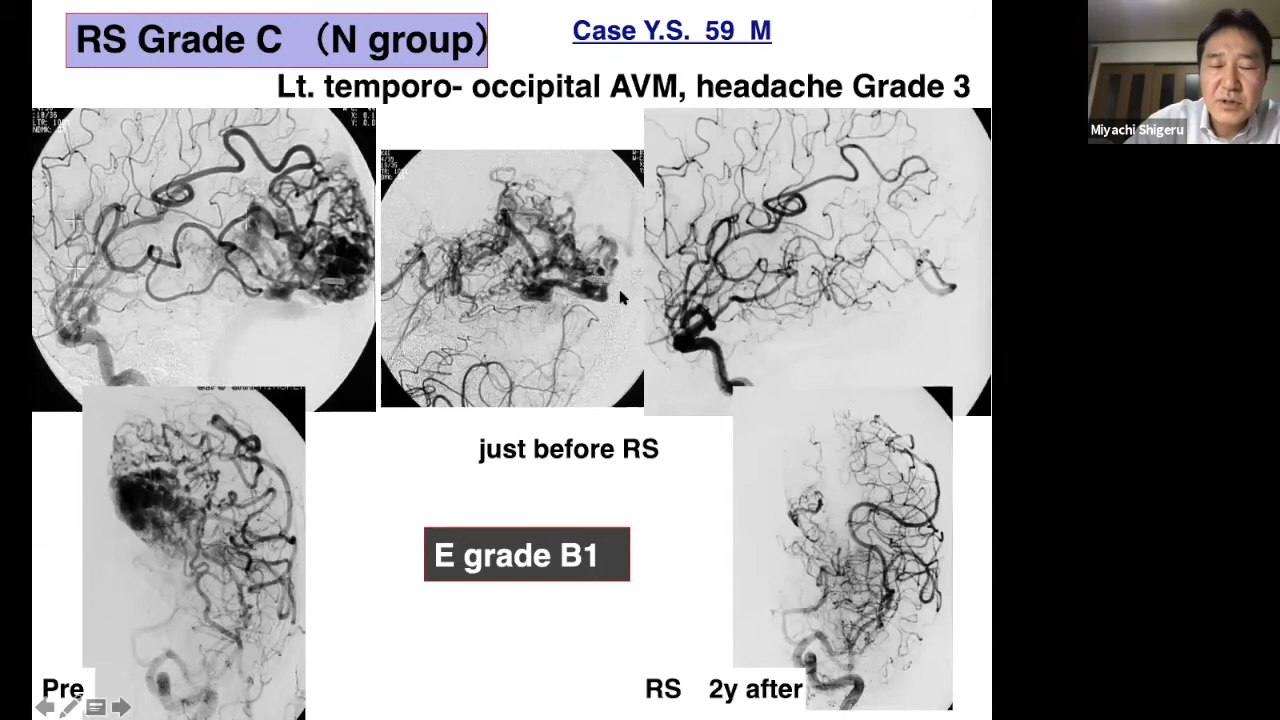 RS Grade C （N group）
Case Y.S. 59 M
Lt. temporo- occipital AVM, headache Grade 3
Miyachi Shigeru
just before RS
E grade B1
Pre
RS 2y after